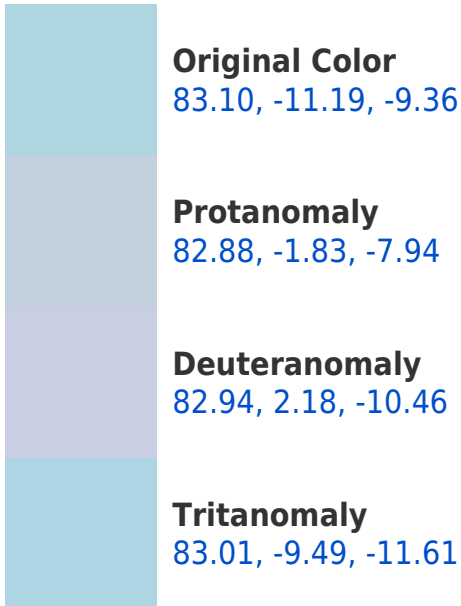 Original Color
83.10, -11.19, -9.36
Protanomaly
82.88, -1.83, -7.94
Deuteranomaly
82.94, 2.18, -10.46
Tritanomaly
83.01, -9.49, -11.61